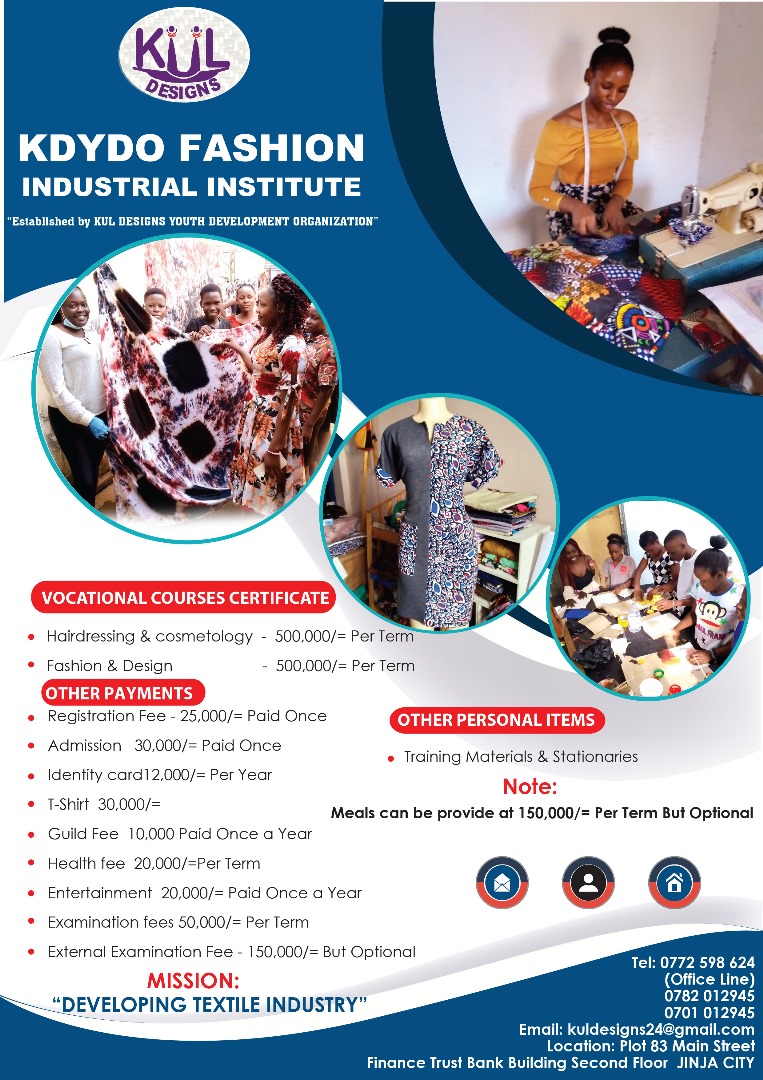 KUL
DESIGNS
KDYDO FASHION
INDUSTRIAL INSTITUTE
"Established by KUL DESIGNS YOUTH DEVELOPMENT ORGANIZATION"
VOCATIONAL COURSES CERTIFICATE
• Hairdressing & cosmetology - 500,000/= Per Term
• Fashion & Design - 500,000/= Per Term
OTHER PAYMENTS
• Registration Fee - 25,000/= Paid Once
• Admission 30,000/= Paid Once
• Identity card12,000/= Per Year
• T-Shirt 30,000/=
• Guild Fee 10,000 Paid Once a Year
• Health fee 20,000/=Per Term
• Entertainment 20,000/= Paid Once a Year
• Examination fees 50,000/= Per Term
• External Examination Fee - 150,000/= But Optional
OTHER PERSONAL ITEMS
• Training Materials & Stationaries
Note:
Meals can be provide at 150,000/= Per Term But Optional
MISSION:
"DEVELOPING TEXTILE INDUSTRY"
Tel: 0772 598 624
(Office Line)
0782 012945
0701 012945
Email: kuldesigns24@gmail.com
Location: Plot 83 Main Street
Finance Trust Bank Building Second Floor JINJA CITY